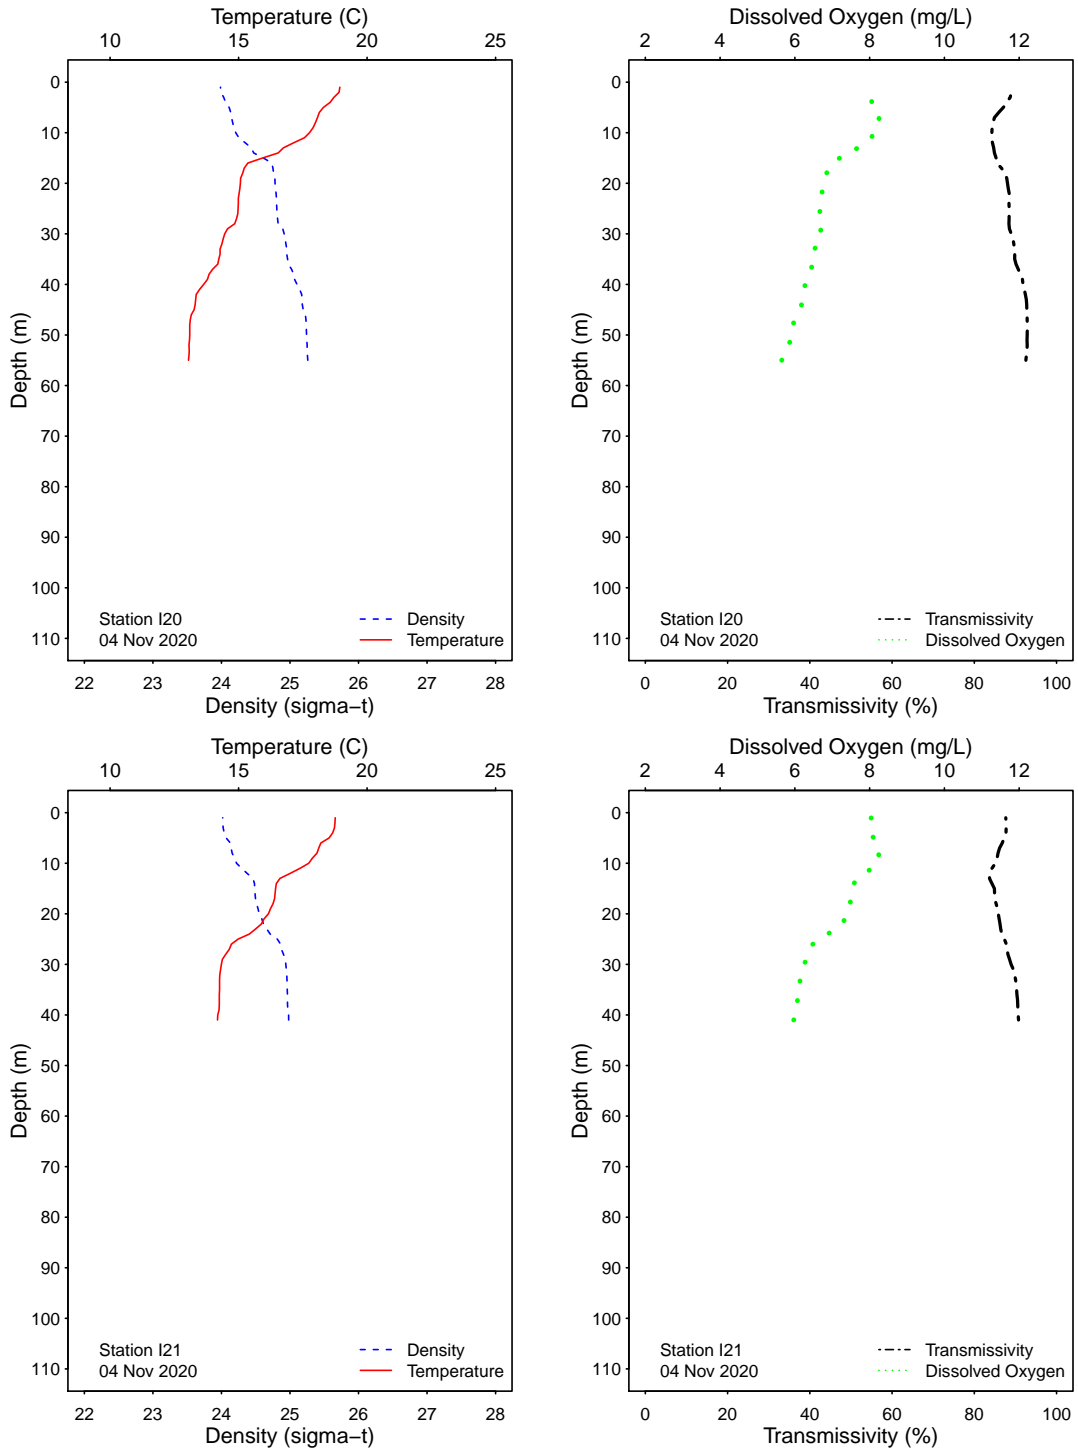 Temperature (C)
10 15 20 25
0
10
20
30
40
50
60
70
80
90
100
110
Depth (m)
Station I20
04 Nov 2020
Density
Temperature
22 23 24 25 26 27 28
Density (sigma−t)
Dissolved Oxygen (mg/L)
2 4 6 8 10 12
0
10
20
30
40
50
60
70
80
90
100
110
Depth (m)
Station I20
04 Nov 2020
Transmissivity
Dissolved Oxygen
0 20 40 60 80 100
Transmissivity (%)
Temperature (C)
10 15 20 25
0
10
20
30
40
50
60
70
80
90
100
110
Depth (m)
Station I21
04 Nov 2020
Density
Temperature
22 23 24 25 26 27 28
Density (sigma−t)
Dissolved Oxygen (mg/L)
2 4 6 8 10 12
0
10
20
30
40
50
60
70
80
90
100
110
Depth (m)
Station I21
04 Nov 2020
Transmissivity
Dissolved Oxygen
0 20 40 60 80 100
Transmissivity (%)